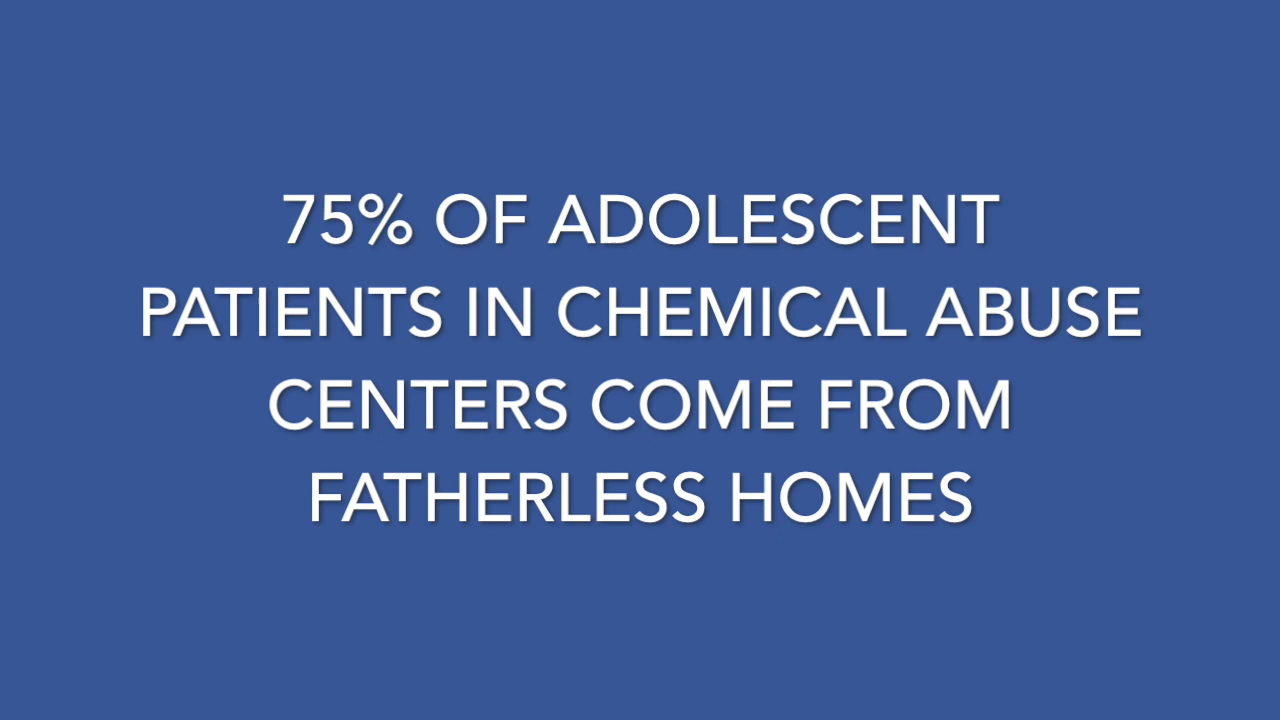 75% OF ADOLESCENT
PATIENTS IN CHEMICAL ABUSE
CENTERS COME FROM
FATHERLESS HOMES